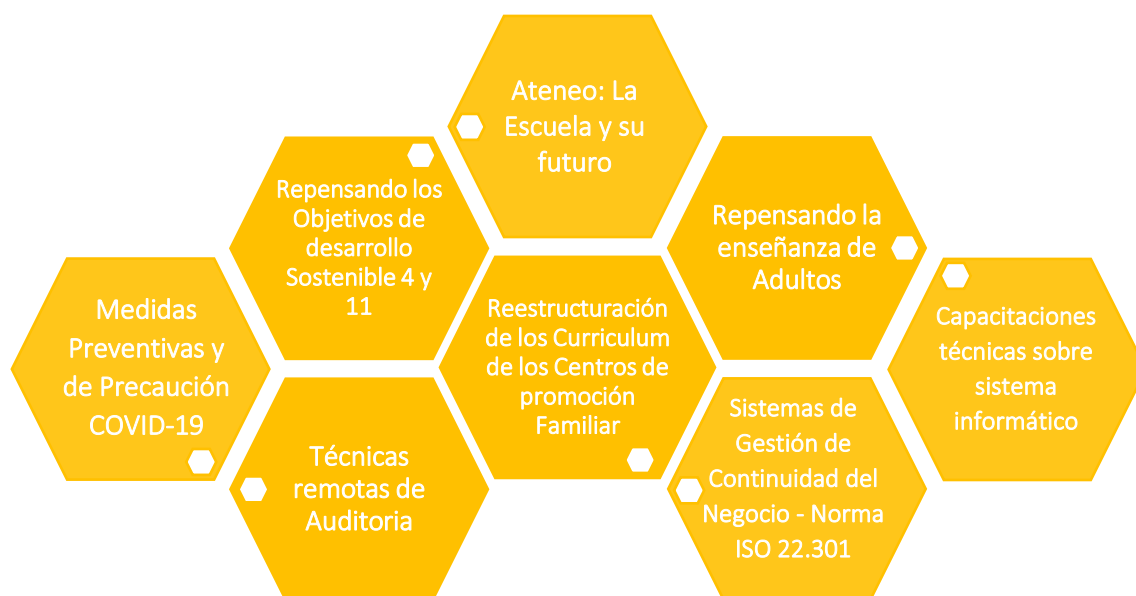 Ateneo: La
Escuela y su
futuro
Repensando los
Objetivos de
desarrollo
Sostenible 4 y
11
Repensando la
enseñanza de
Adultos
Medidas
Preventivas y
de Precaución
COVID-19
Reestructuración
de los Curriculum
de los Centros de
promoción
Familiar
Capacitaciones
técnicas sobre
sistema
informático
Técnicas
remotas de
Auditoria
Sistemas de
Gestión de
Continuidad del
Negocio - Norma
ISO 22.301